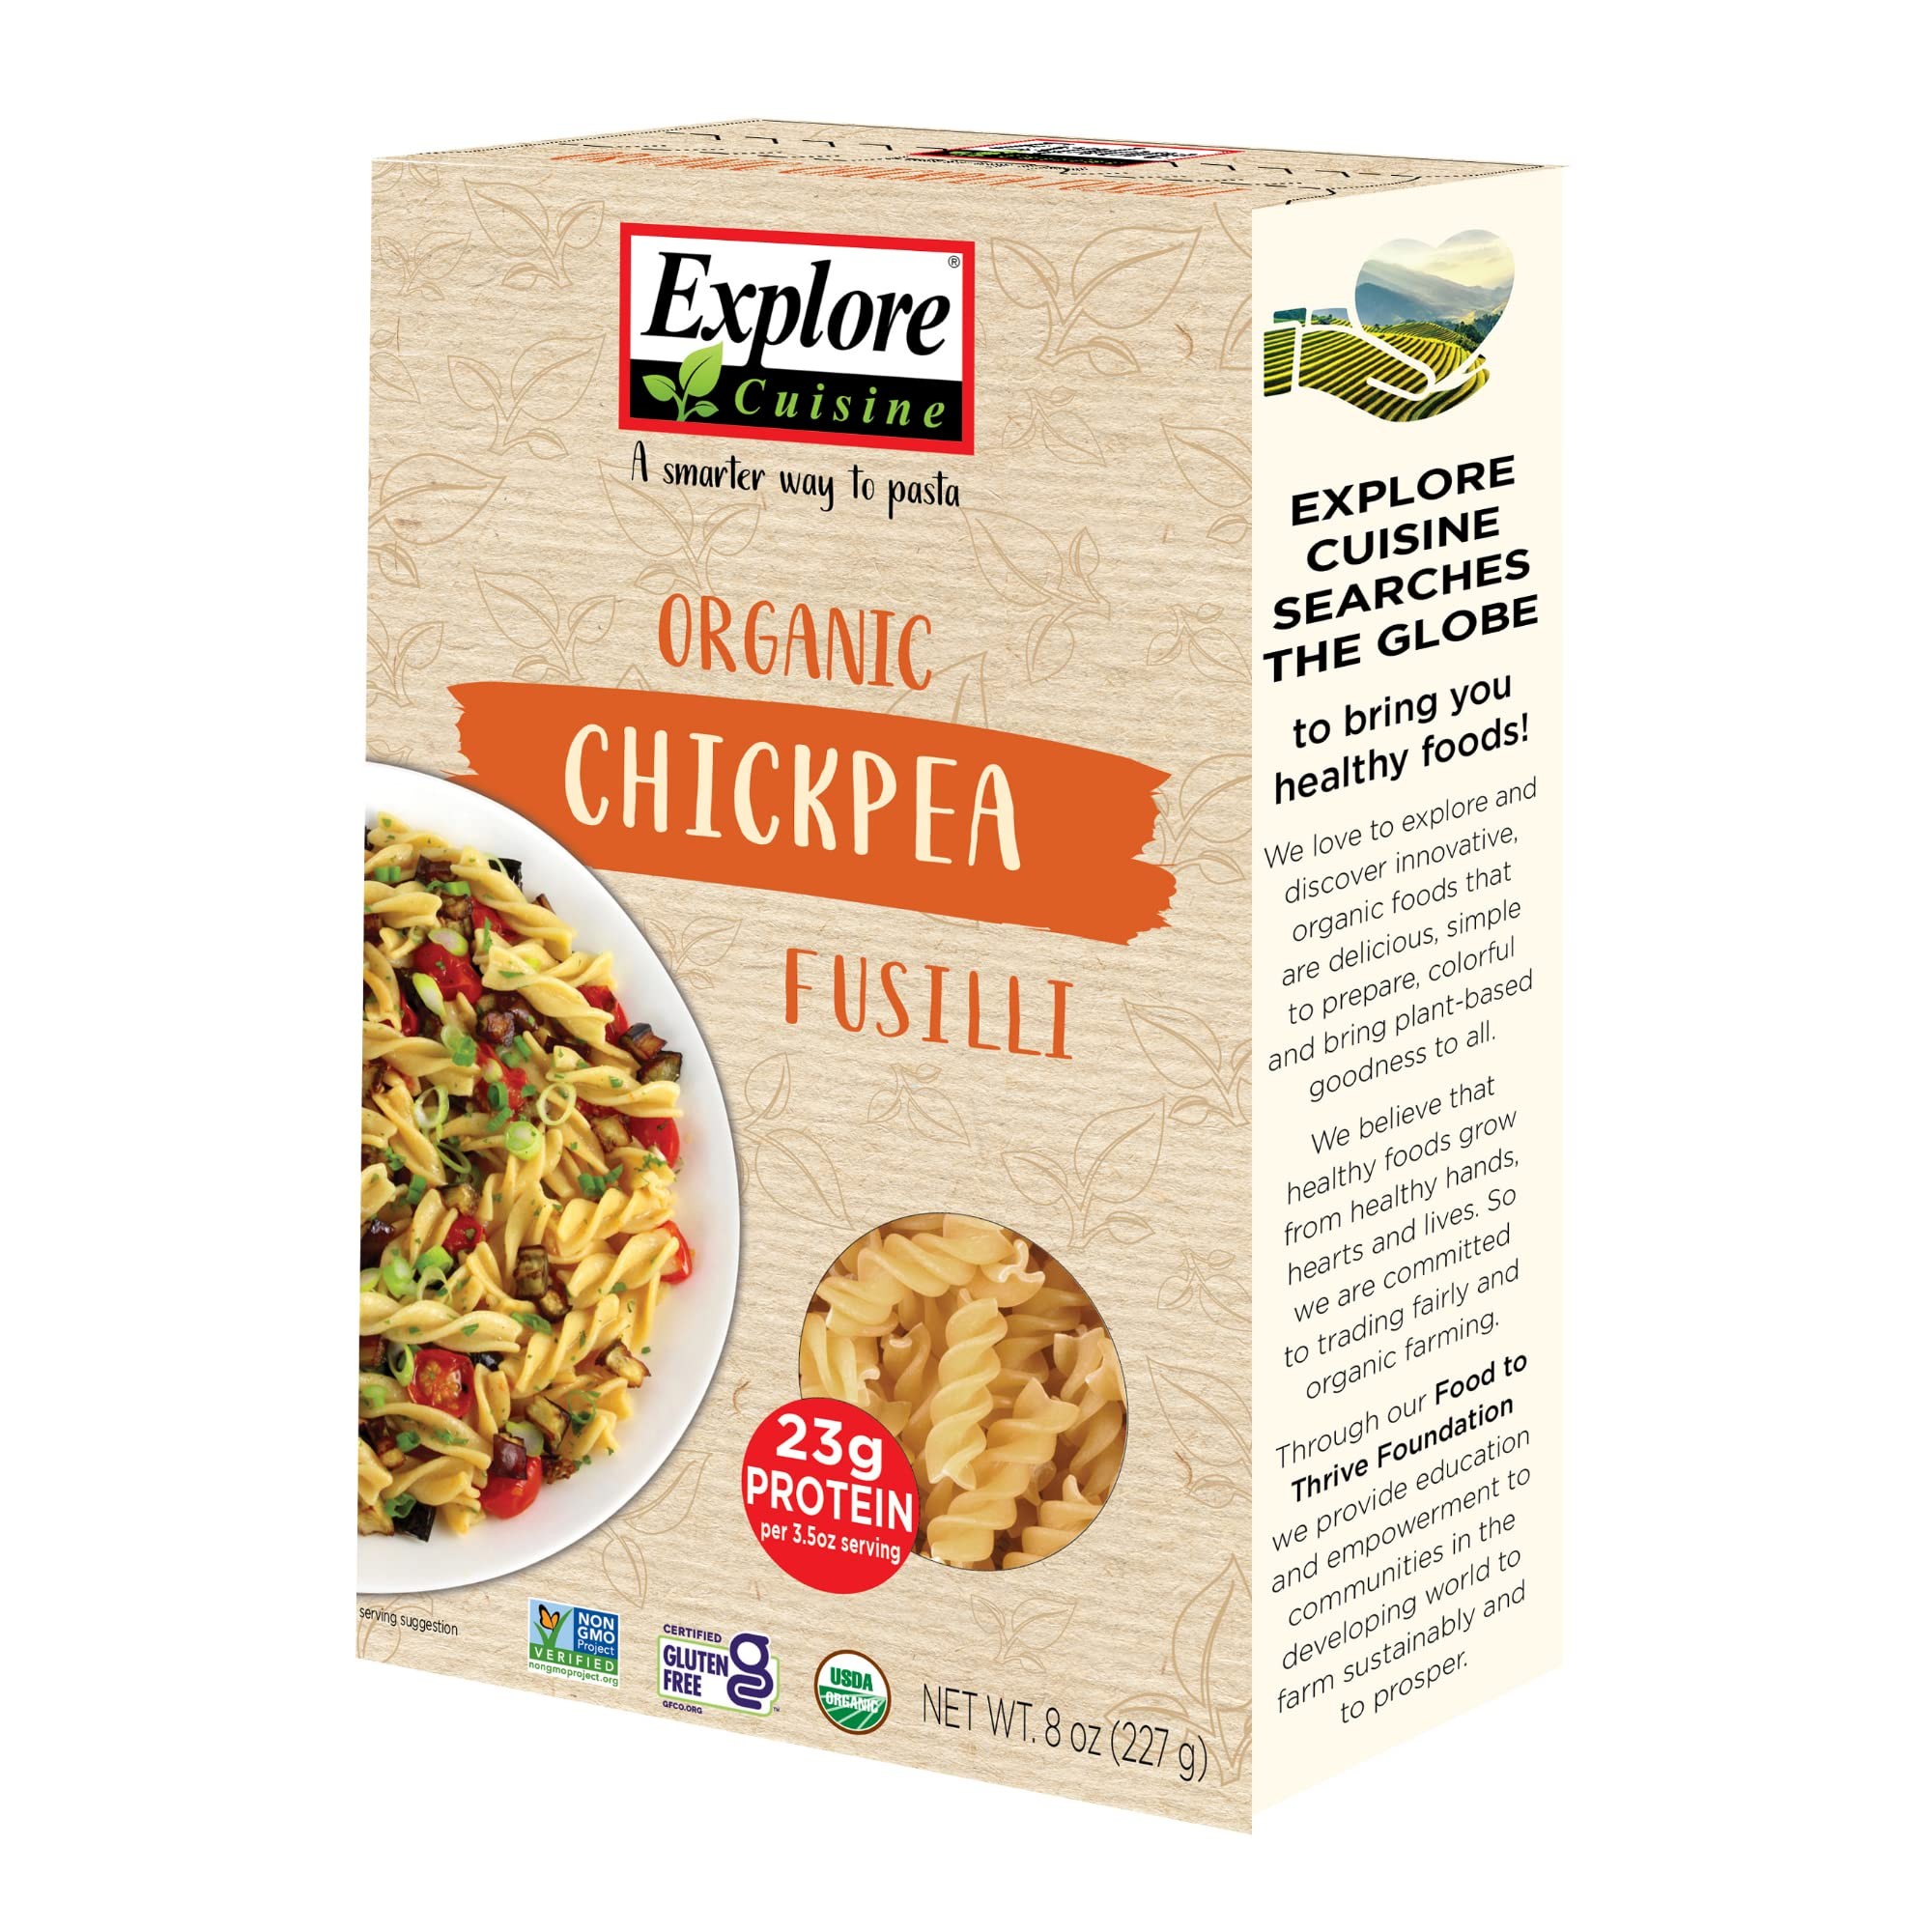 Explore®
Cuisine
A smarter way to pasta
ORGANIC
CHICKPEA
FUSILLI
23g
PROTEIN
per 3.5oz serving
serving suggestion
NON
GMO
Project
VERIFIED
nongmoproject.org
CERTIFIED
GLUTEN
FREE
GFCO.ORG
™
USDA
ORGANIC
NET WT. 8 oz (227 g)
EXPLORE
CUISINE
SEARCHES
THE GLOBE
to bring you
healthy foods!
We love to explore and
discover innovative,
organic foods that
are delicious, simple
to prepare, colorful
and bring plant-based
goodness to all.
We believe that
healthy foods grow
from healthy hands,
hearts and lives. So
we are committed
to trading fairly and
organic farming.
Through our Food to
Thrive Foundation
we provide education
and empowerment to
communities in the
developing world to
farm sustainably and
to prosper.